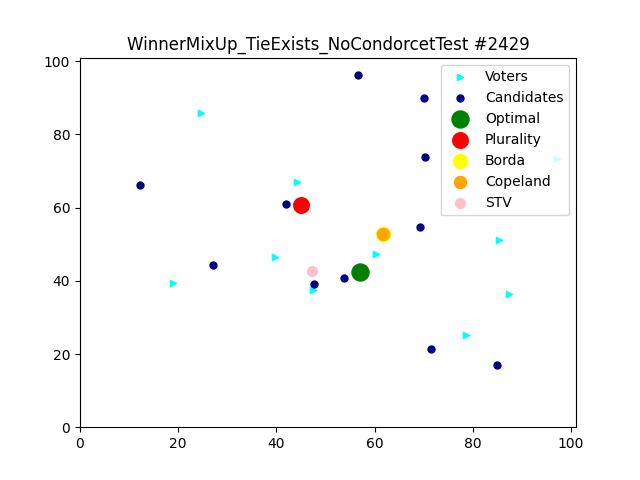 WinnerMixUp_TieExists_NoCondorcetTest #2429
100
80
60
40
20
0
0 20 40 60 80 100
Voters
Candidates
Optimal
Plurality
Borda
Copeland
STV